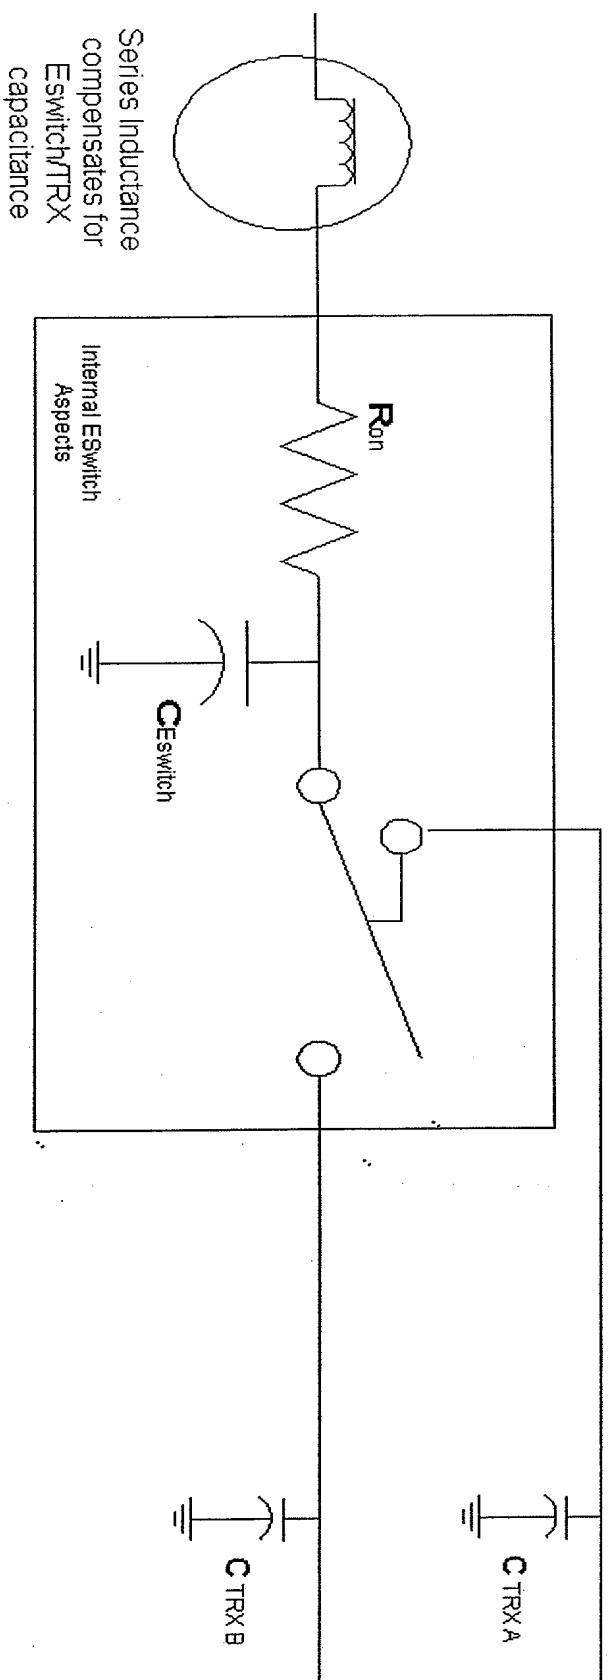 Series Inductance
compensates for
Eswitch/TRX
capacitance
Internal ESwitch
Aspects
Ron
CEswitch
C TRX A
C TRX B